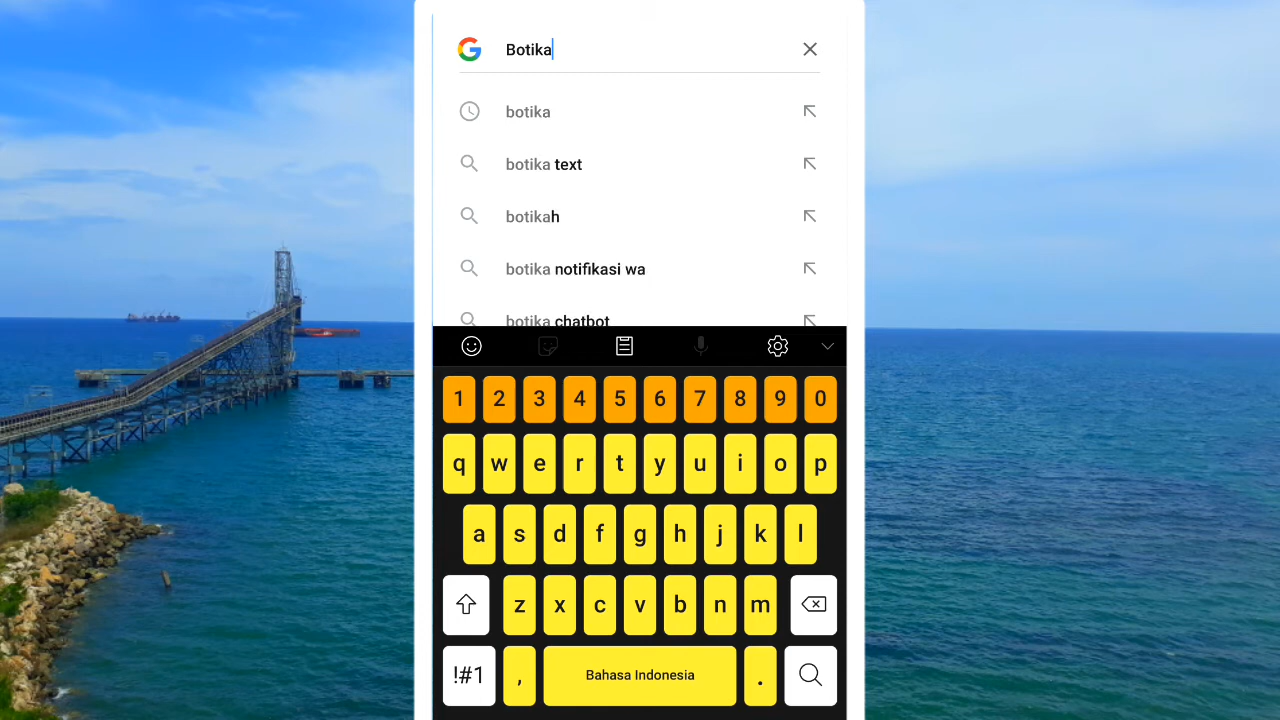 Botika
botika
botika text
botikah
botika notifikasi wa
botika chatbot
1 2 3 4 5 6 7 8 9 0
q w e r t y u i o p
a s d f g h j k l
z x c v b n m
!#1 , Bahasa Indonesia .